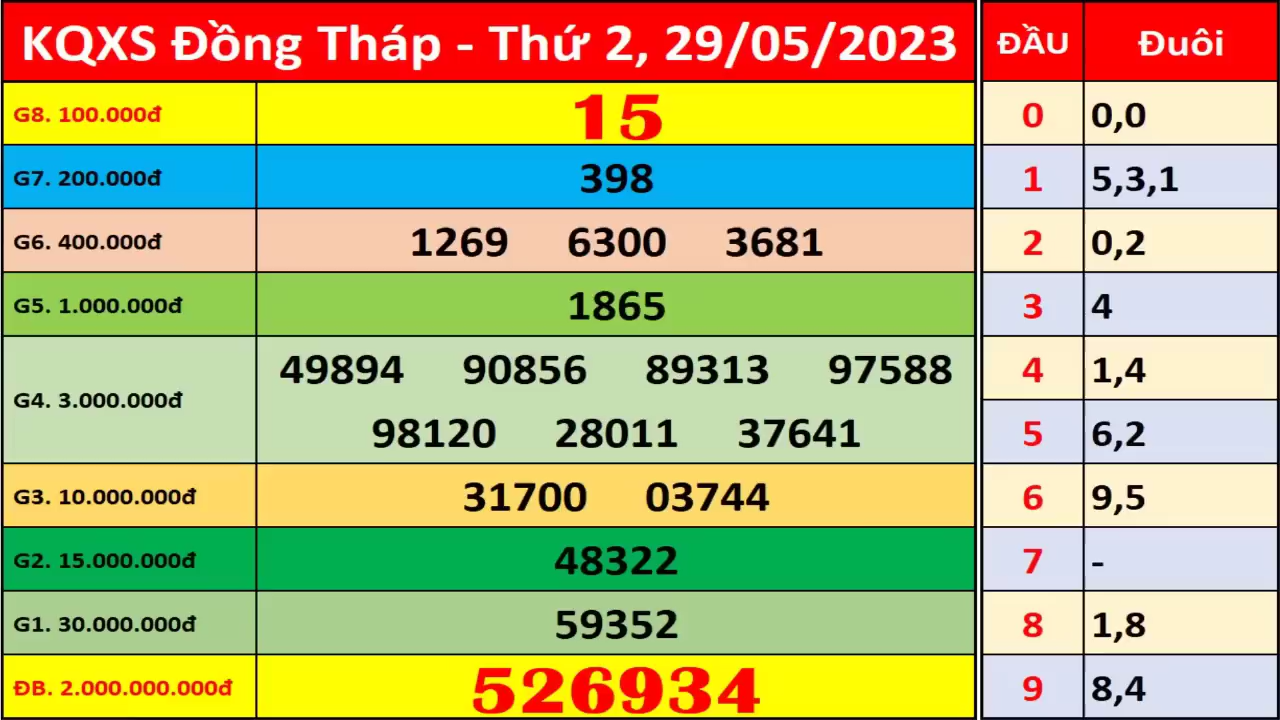 KQXS Đồng Tháp - Thứ 2, 29/05/2023
G8. 100.000đ 15
G7. 200.000đ 398
G6. 400.000đ 1269 6300 3681
G5. 1.000.000đ 1865
G4. 3.000.000đ 49894 90856 89313 97588
98120 28011 37641
G3. 10.000.000đ 31700 03744
G2. 15.000.000đ 48322
G1. 30.000.000đ 59352
ĐB. 2.000.000.000đ 526934
ĐẦU Đuôi
0 0,0
1 5,3,1
2 0,2
3 4
4 1,4
5 6,2
6 9,5
7 -
8 1,8
9 8,4